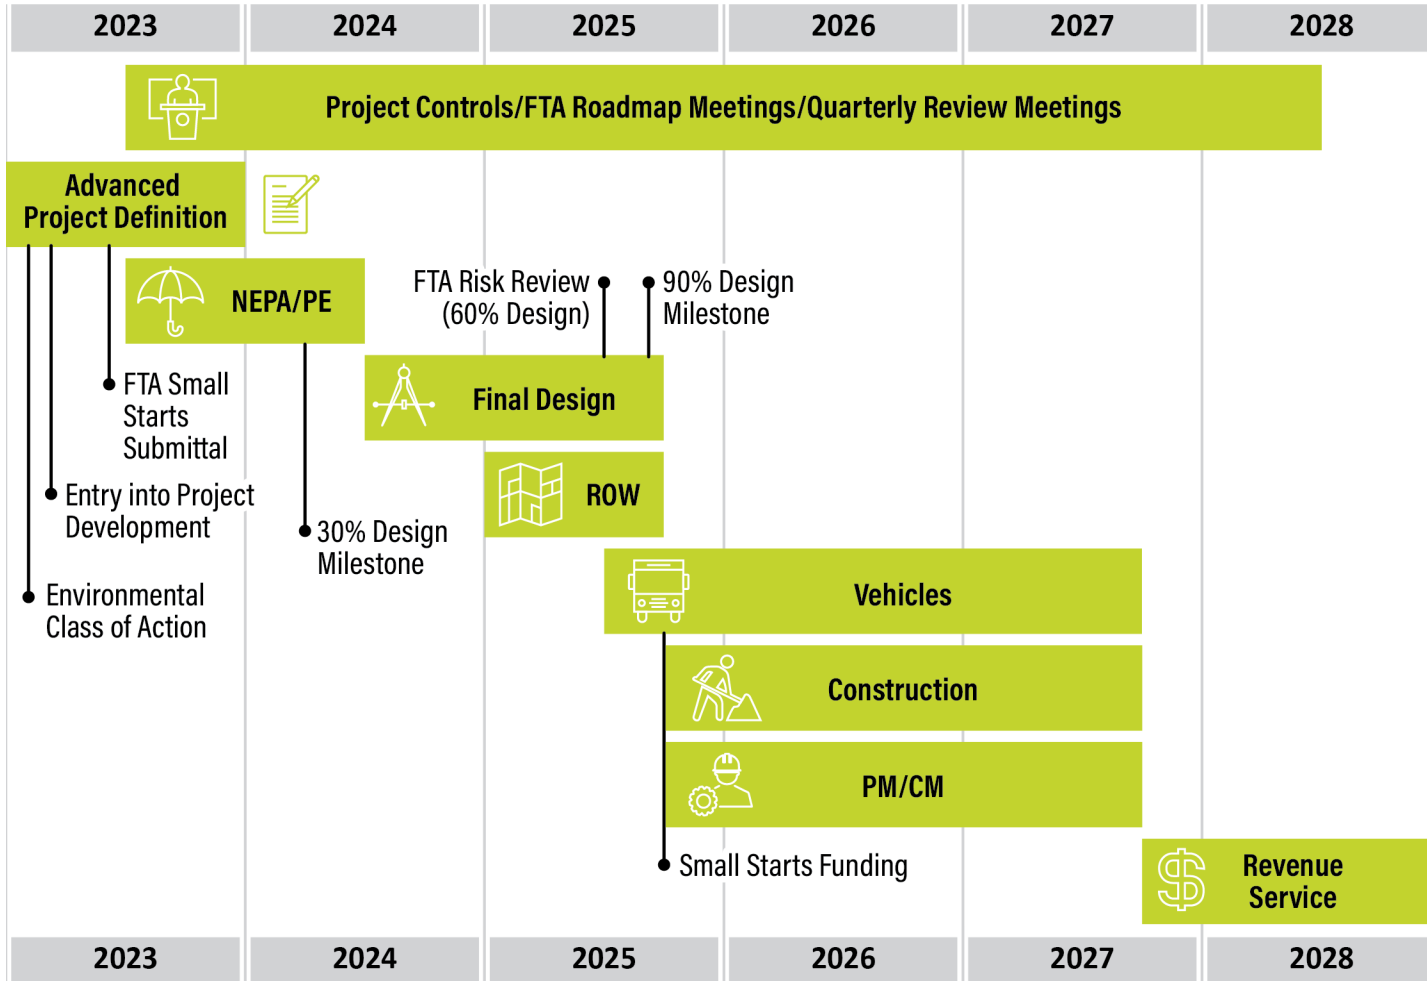 2023 2024 2025 2026 2027 2028
Project Controls/FTA Roadmap Meetings/Quarterly Review Meetings
Advanced
Project Definition
NEPA/PE
FTA Risk Review
(60% Design)
90% Design
Milestone
FTA Small
Starts
Submittal
Final Design
Entry into Project
Development
ROW
30% Design
Milestone
Environmental
Class of Action
Vehicles
Construction
PM/CM
Small Starts Funding
Revenue
Service
2023 2024 2025 2026 2027 2028